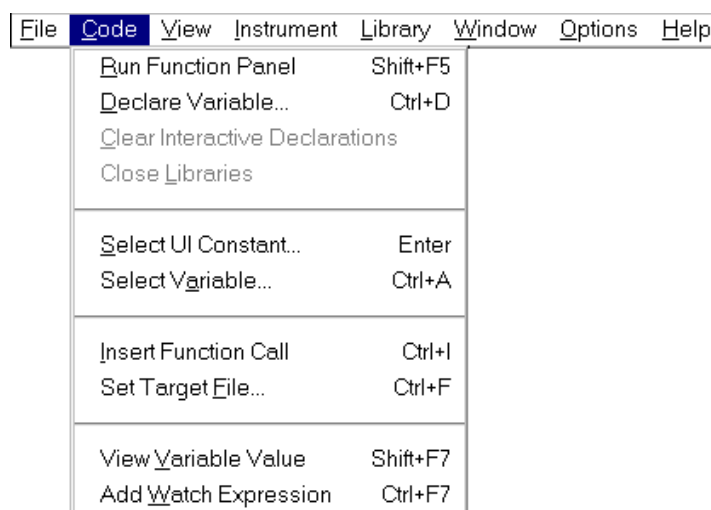 File Code View Instrument Library Window Options Help
Run Function Panel Shift+F5
Declare Variable... Ctrl+D
Clear Interactive Declarations
Close Libraries
Select UI Constant... Enter
Select Variable... Ctrl+A
Insert Function Call Ctrl+I
Set Target File... Ctrl+F
View Variable Value Shift+F7
Add Watch Expression Ctrl+F7